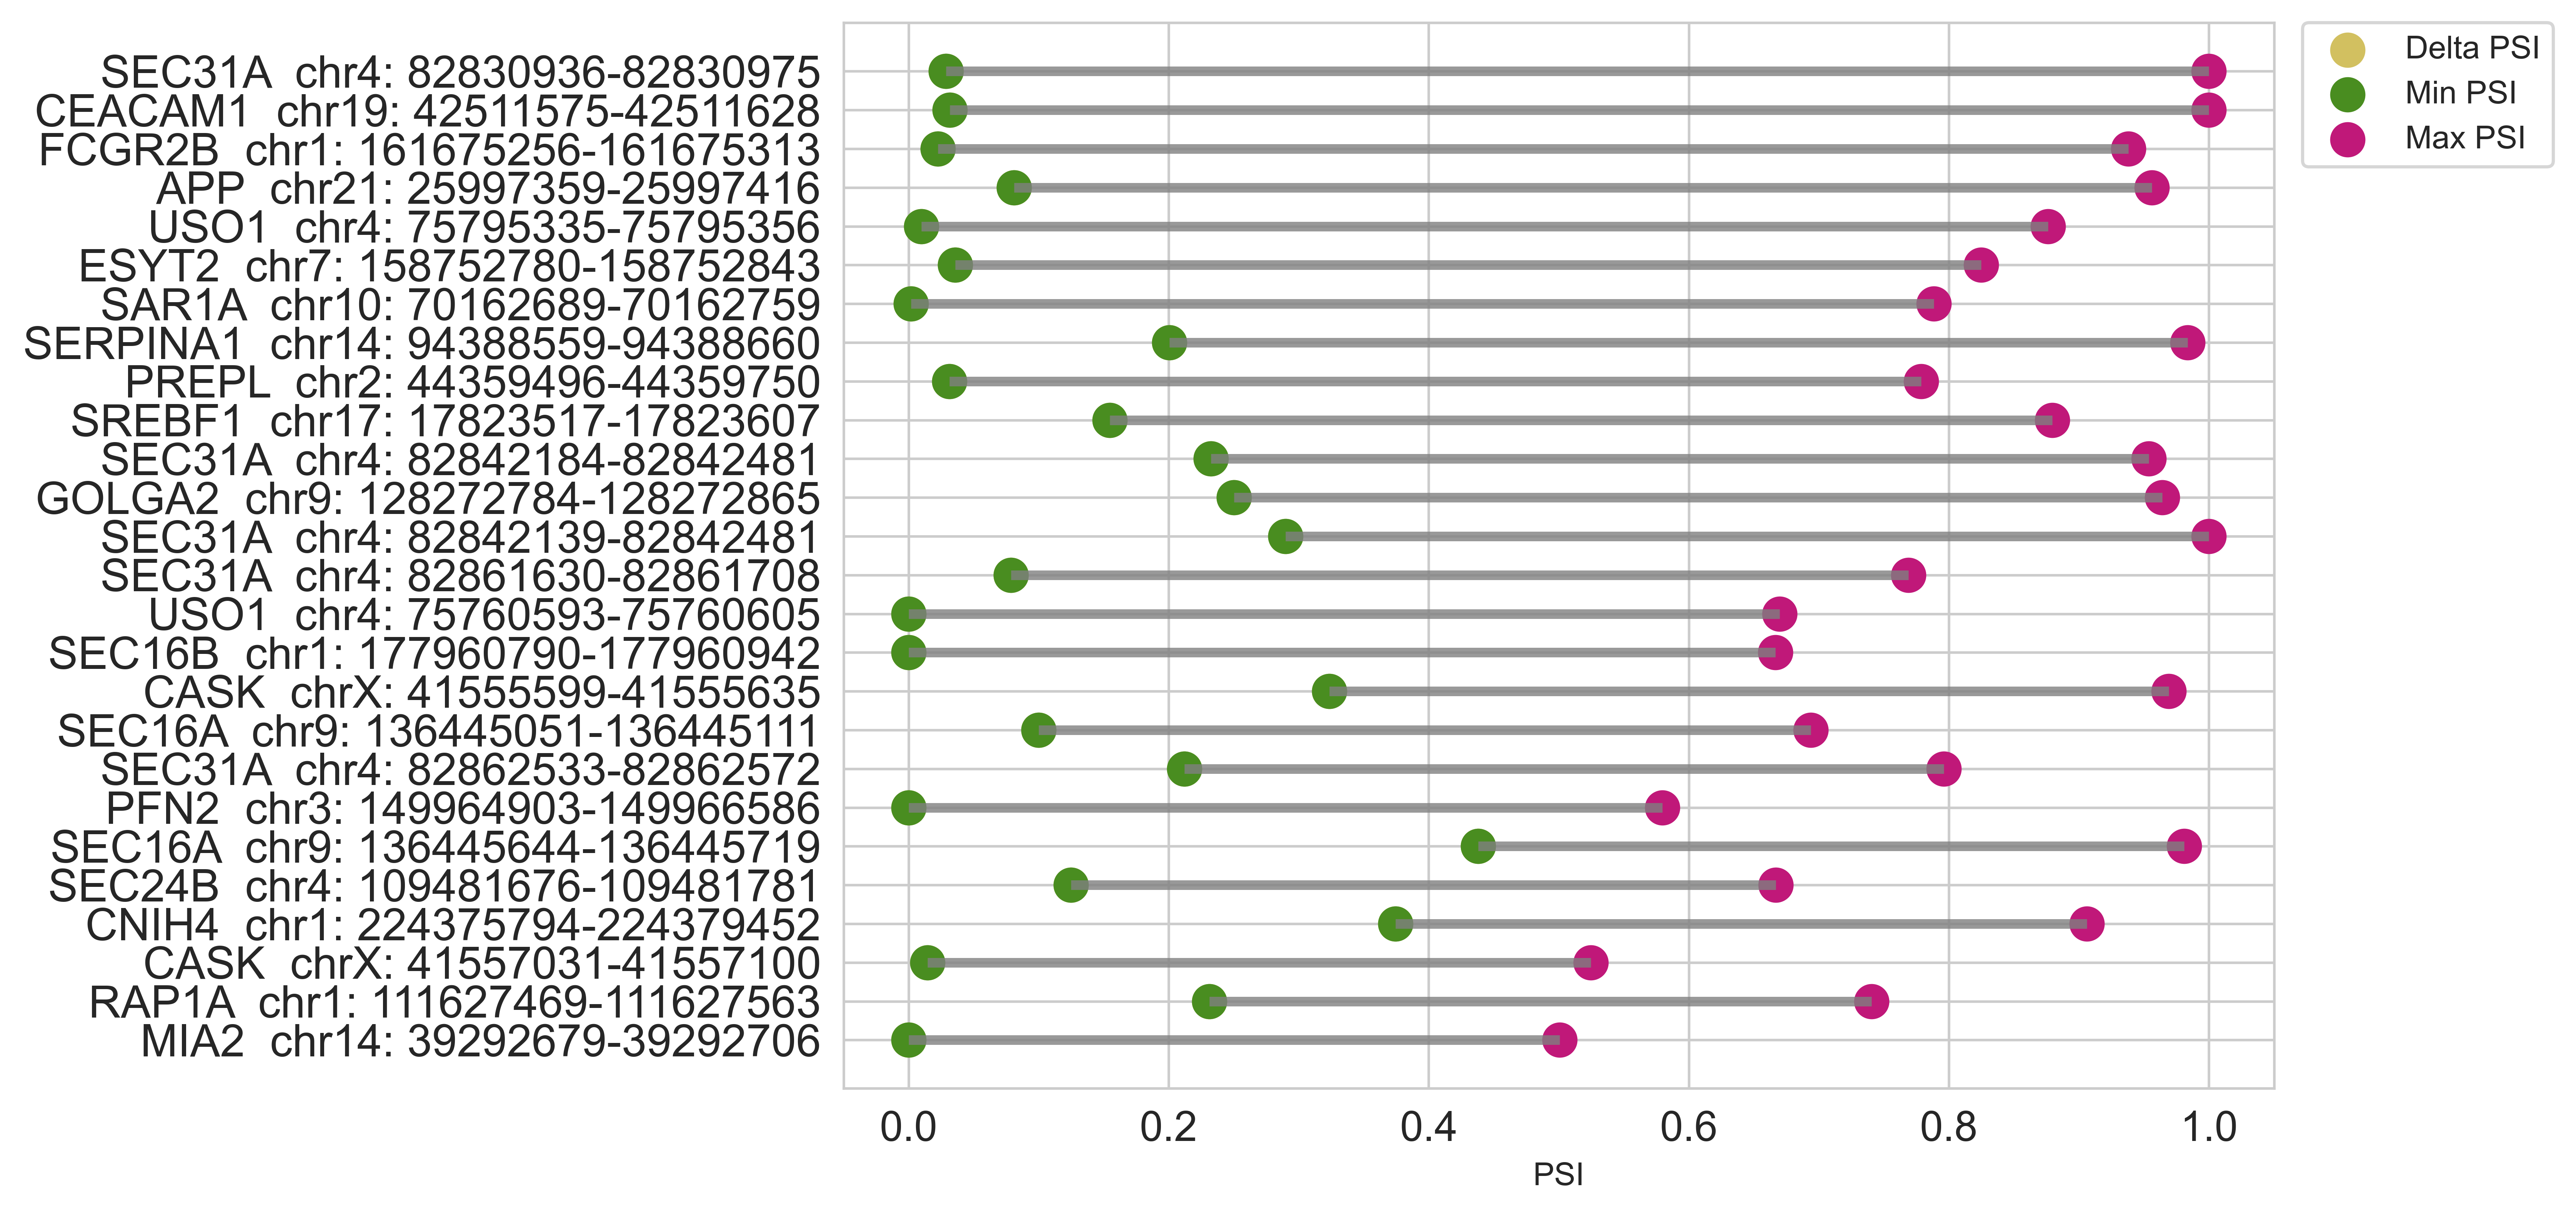 SEC31A chr4: 82830936-82830975
CEACAM1 chr19: 42511575-42511628
FCGR2B chr1: 161675256-161675313
APP chr21: 25997359-25997416
USO1 chr4: 75795335-75795356
ESYT2 chr7: 158752780-158752843
SAR1A chr10: 70162689-70162759
SERPINA1 chr14: 94388559-94388660
PREPL chr2: 44359496-44359750
SREBF1 chr17: 17823517-17823607
SEC31A chr4: 82842184-82842481
GOLGA2 chr9: 128272784-128272865
SEC31A chr4: 82842139-82842481
SEC31A chr4: 82861630-82861708
USO1 chr4: 75760593-75760605
SEC16B chr1: 177960790-177960942
CASK chrX: 41555599-41555635
SEC16A chr9: 136445051-136445111
SEC31A chr4: 82862533-82862572
PFN2 chr3: 149964903-149966586
SEC16A chr9: 136445644-136445719
SEC24B chr4: 109481676-109481781
CNIH4 chr1: 224375794-224379452
CASK chrX: 41557031-41557100
RAP1A chr1: 111627469-111627563
MIA2 chr14: 39292679-39292706
0.0 0.2 0.4 0.6 0.8 1.0
PSI
Delta PSI
Min PSI
Max PSI